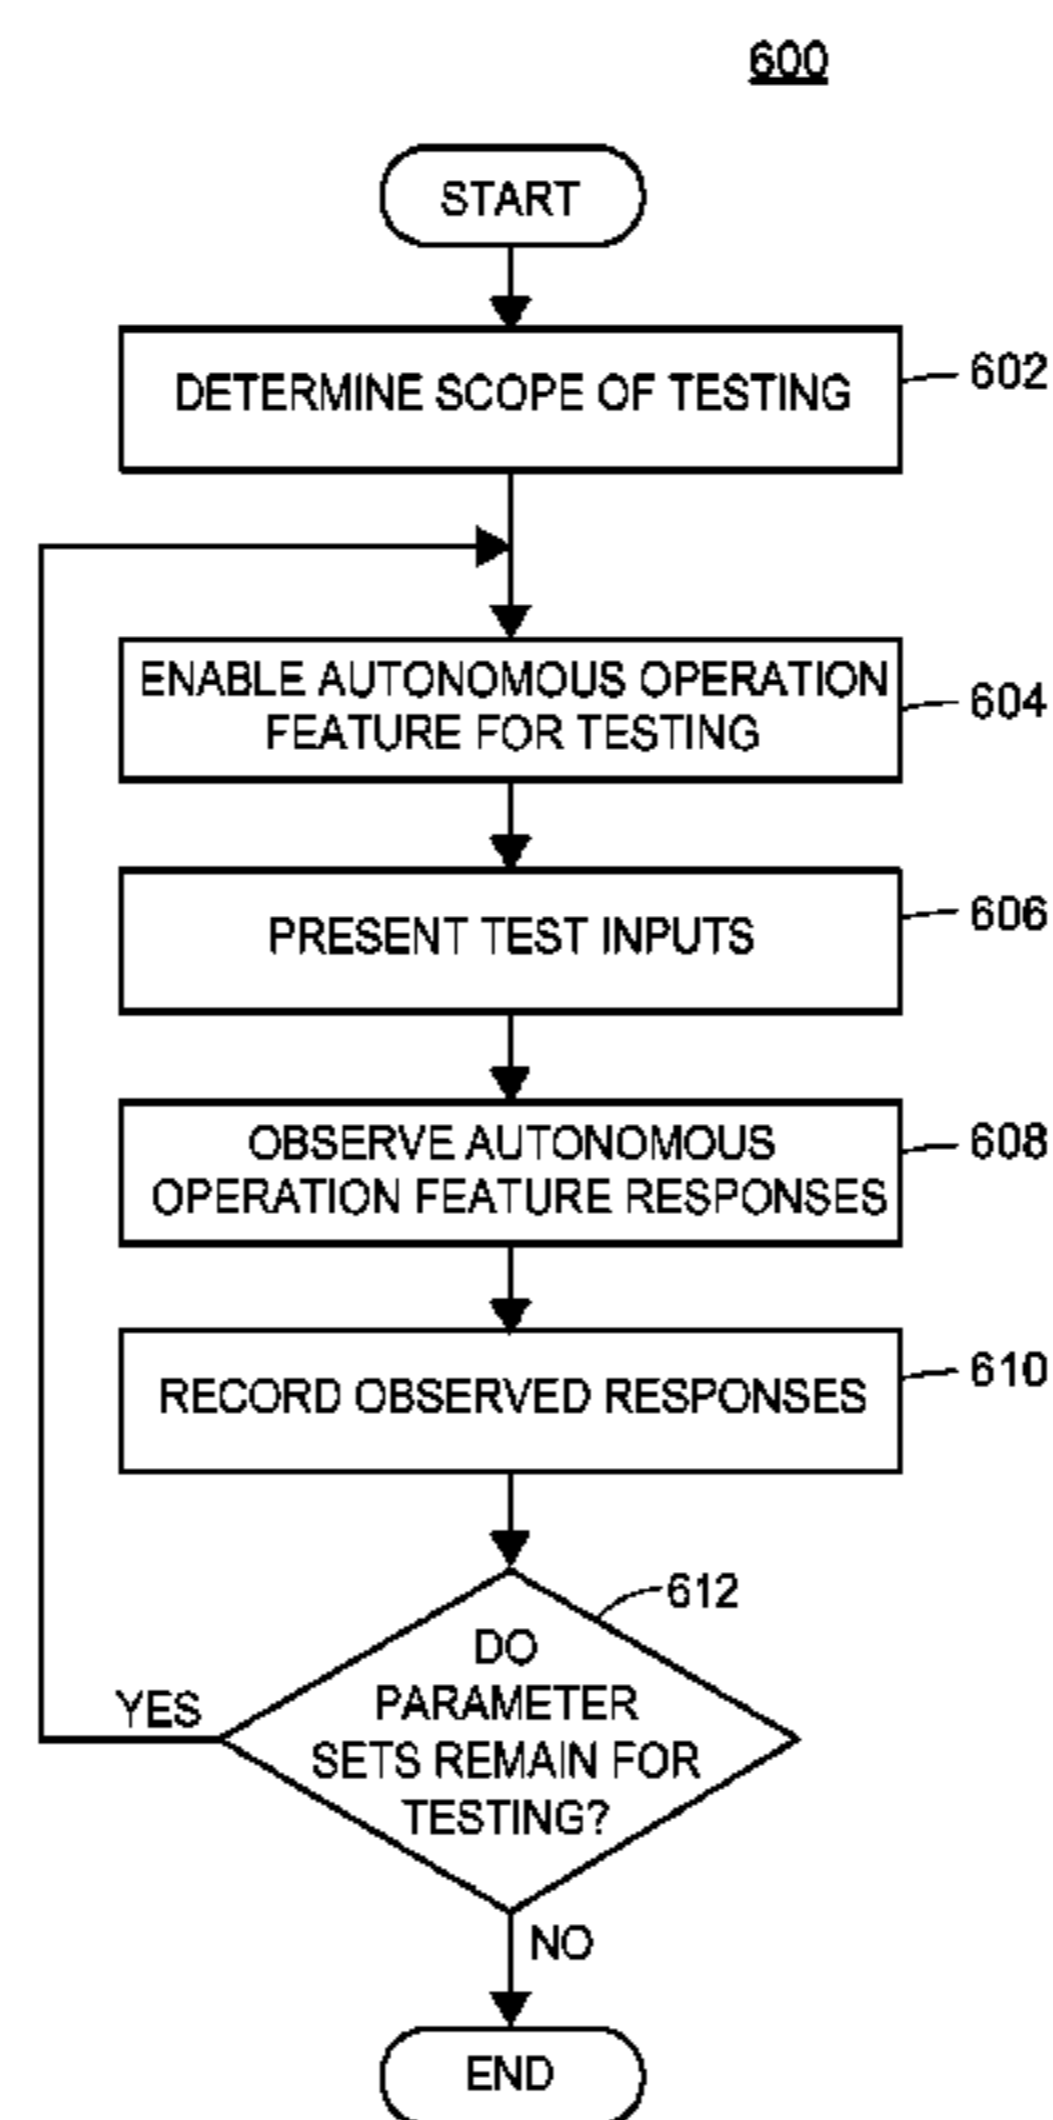 600
START
DETERMINE SCOPE OF TESTING
602
ENABLE AUTONOMOUS OPERATION
FEATURE FOR TESTING
604
PRESENT TEST INPUTS
606
OBSERVE AUTONOMOUS
OPERATION FEATURE RESPONSES
608
RECORD OBSERVED RESPONSES
610
612
DO
PARAMETER
SETS REMAIN FOR
TESTING?
YES
NO
END